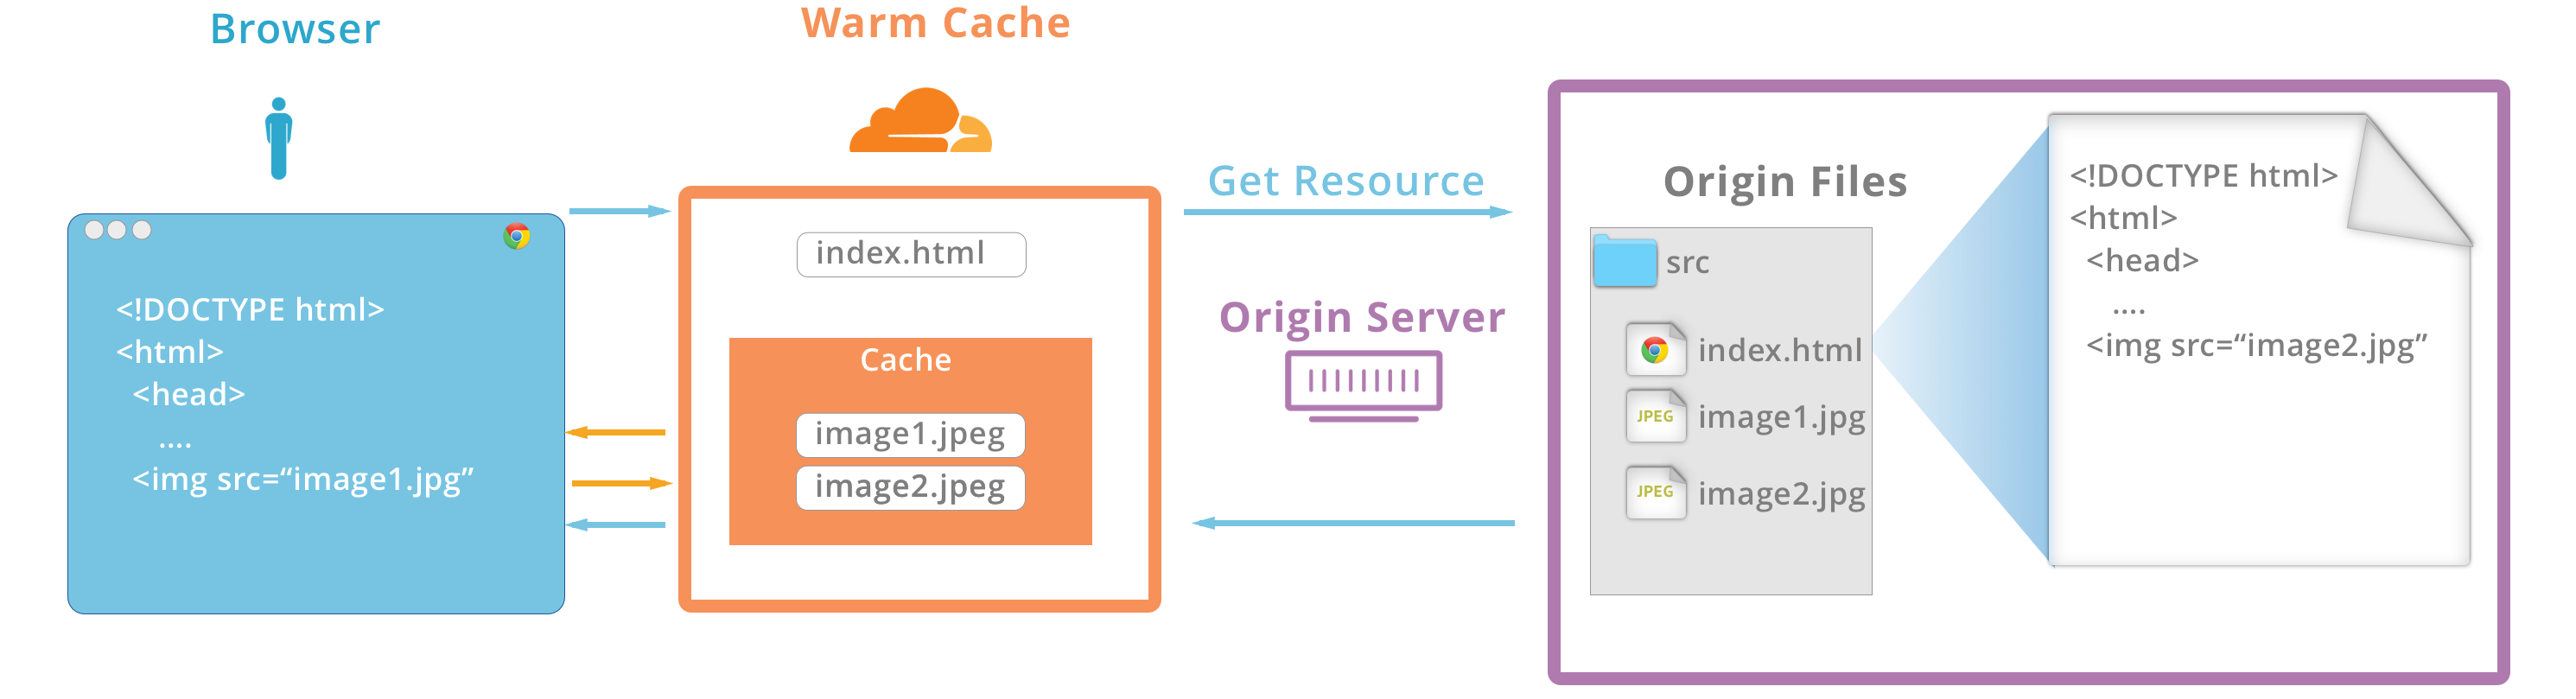 Browser
<!DOCTYPE html>
<html>
<head>
....
<img src=“image1.jpg”
Warm Cache
index.html
Cache
image1.jpeg
image2.jpeg
Get Resource
Origin Server
Origin Files
src
index.html
JPEG
image1.jpg
JPEG
image2.jpg
<!DOCTYPE html>
<html>
<head>
....
<img src=“image2.jpg”